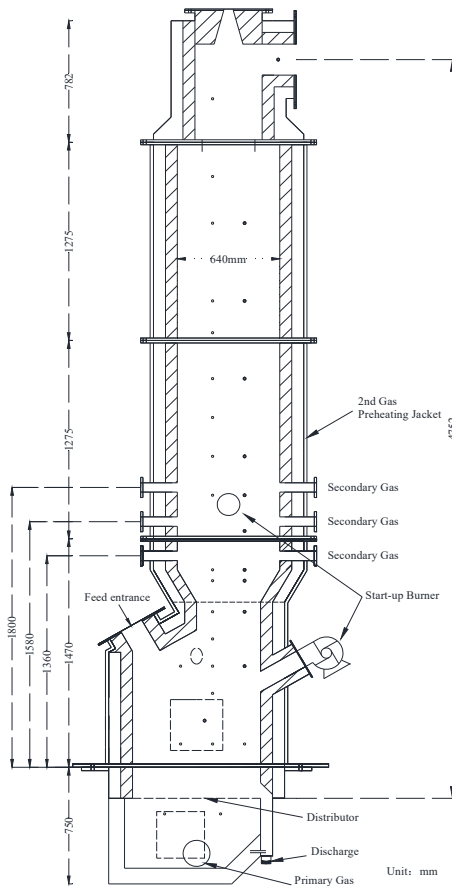 782
1275
640mm
1275
2nd Gas
Preheating Jacket
4752
Secondary Gas
Secondary Gas
Secondary Gas
Feed entrance
Start-up Burner
1800
1580
1360
1470
750
Distributor
Discharge
Primary Gas
Unit: mm